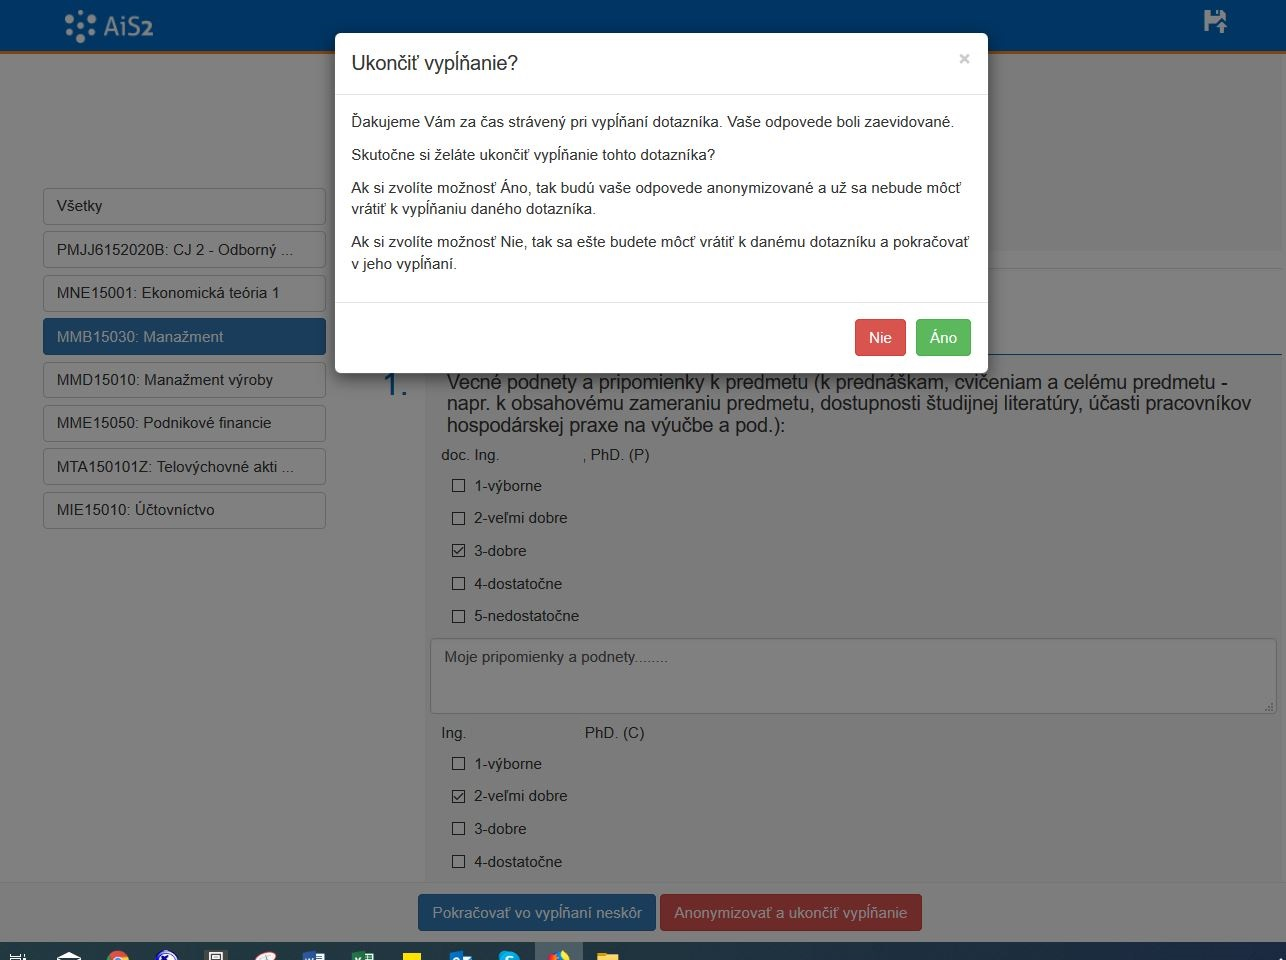 AiS2
Ukončiť vypĺňanie?
×
Ďakujeme Vám za čas strávený pri vypĺňaní dotazníka. Vaše odpovede boli zaevidované.
Skutočne si želáte ukončiť vypĺňanie tohto dotazníka?
Ak si zvolíte možnosť Áno, tak budú vaše odpovede anonymizované a už sa nebude môcť
vrátiť k vypĺňaniu daného dotazníka.
Ak si zvolíte možnosť Nie, tak sa ešte budete môcť vrátiť k danému dotazníku a pokračovať
v jeho vypĺňaní.
Nie
Áno
Všetky
PMJJ6152020B: CJ 2 - Odborný ...
MNE15001: Ekonomická teória 1
MMB15030: Manažment
MMD15010: Manažment výroby
MME15050: Podnikové financie
MTA150101Z: Telovýchovné akti ...
MIE15010: Účtovníctvo
1.
Vecné podnety a pripomienky k predmetu (k prednáškam, cvičeniam a celému predmetu -
napr. k obsahovému zameraniu predmetu, dostupnosti študijnej literatúry, účasti pracovníkov
hospodárskej praxe na výučbe a pod.):
doc. Ing. , PhD. (P)
1-výborne
2-veľmi dobre
3-dobre
4-dostatočne
5-nedostatočne
Moje pripomienky a podnety........
Ing. PhD. (C)
1-výborne
2-veľmi dobre
3-dobre
4-dostatočne
Pokračovať vo vypĺňaní neskôr
Anonymizovať a ukončiť vypĺňanie